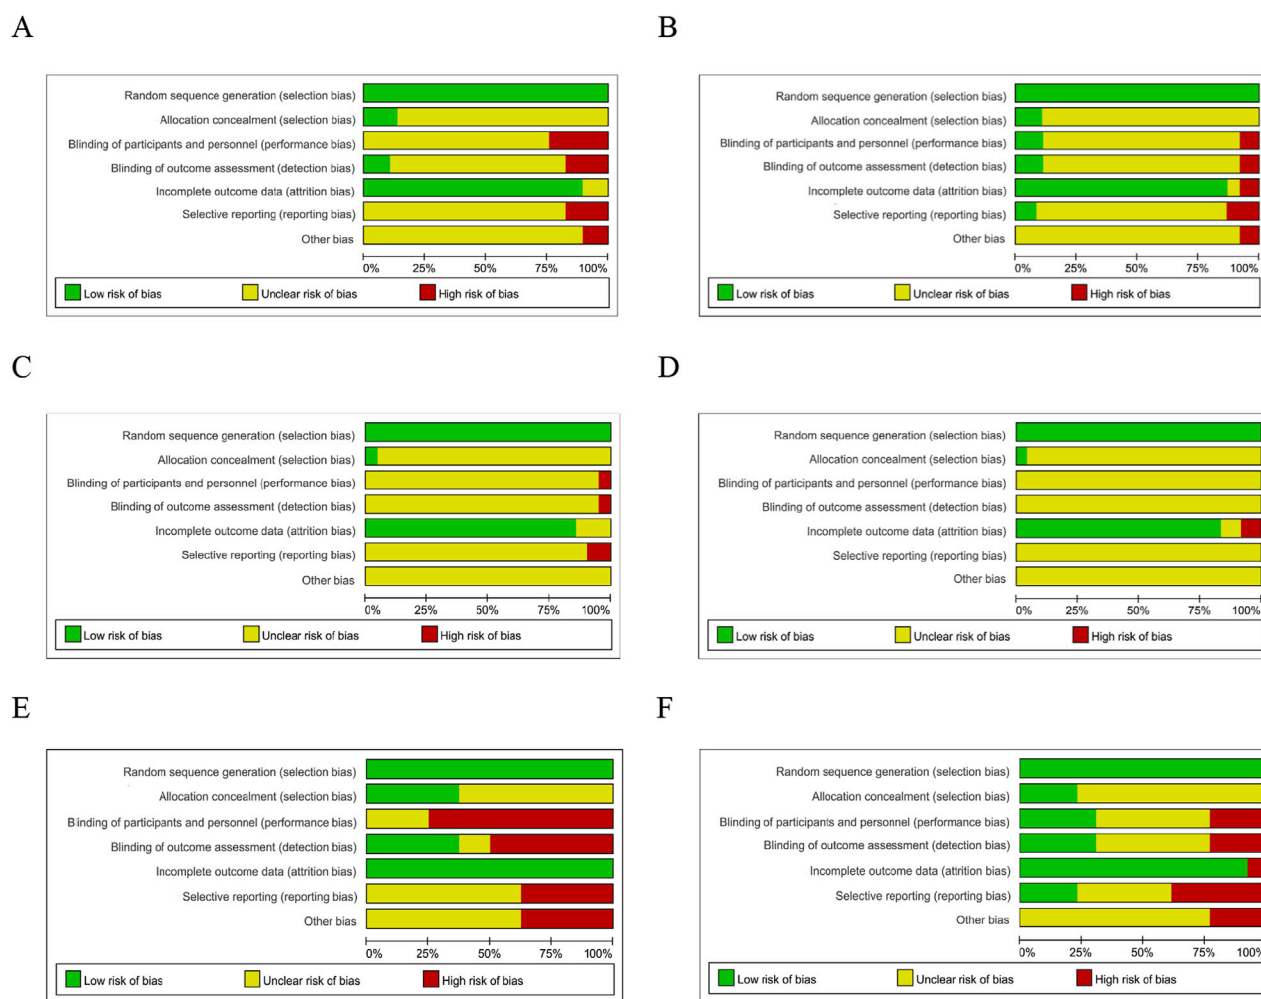 A
B
Random sequence generation (selection bias)
Allocation concealment (selection bias)
Blinding of participants and personnel (performance bias)
Blinding of outcome assessment (detection bias)
Incomplete outcome data (attrition bias)
Selective reporting (reporting bias)
Other bias
0% 25% 50% 75% 100%
Low risk of bias Unclear risk of bias High risk of bias
Random sequence generation (selection bias)
Allocation concealment (selection bias)
Blinding of participants and personnel (performance bias)
Blinding of outcome assessment (detection bias)
Incomplete outcome data (attrition bias)
Selective reporting (reporting bias)
Other bias
0% 25% 50% 75% 100%
Low risk of bias Unclear risk of bias High risk of bias
C
D
Random sequence generation (selection bias)
Allocation concealment (selection bias)
Blinding of participants and personnel (performance bias)
Blinding of outcome assessment (detection bias)
Incomplete outcome data (attrition bias)
Selective reporting (reporting bias)
Other bias
0% 25% 50% 75% 100%
Low risk of bias Unclear risk of bias High risk of bias
Random sequence generation (selection bias)
Allocation concealment (selection bias)
Blinding of participants and personnel (performance bias)
Blinding of outcome assessment (detection bias)
Incomplete outcome data (attrition bias)
Selective reporting (reporting bias)
Other bias
0% 25% 50% 75% 100%
Low risk of bias Unclear risk of bias High risk of bias
E
F
Random sequence generation (selection bias)
Allocation concealment (selection bias)
Blinding of participants and personnel (performance bias)
Blinding of outcome assessment (detection bias)
Incomplete outcome data (attrition bias)
Selective reporting (reporting bias)
Other bias
0% 25% 50% 75% 100%
Low risk of bias Unclear risk of bias High risk of bias
Random sequence generation (selection bias)
Allocation concealment (selection bias)
Blinding of participants and personnel (performance bias)
Blinding of outcome assessment (detection bias)
Incomplete outcome data (attrition bias)
Selective reporting (reporting bias)
Other bias
0% 25% 50% 75% 100%
Low risk of bias Unclear risk of bias High risk of bias